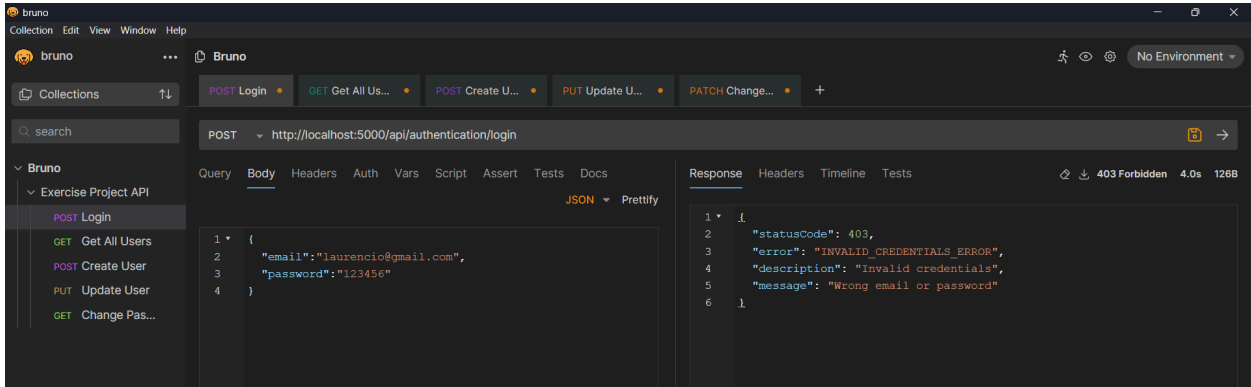 bruno
Collection Edit View Window Help
bruno
Bruno
No Environment
Collections
POST Login
GET Get All Us...
POST Create U...
PUT Update U...
PATCH Change...
+
search
POST
http://localhost:5000/api/authentication/login
Bruno
Exercise Project API
POST Login
GET Get All Users
POST Create User
PUT Update User
GET Change Pas...
Query Body Headers Auth Vars Script Assert Tests Docs
JSON Prettify
1 {
2 "email":"laurencio@gmail.com",
3 "password":"123456"
4 }
Response Headers Timeline Tests
403 Forbidden 4.0s 126B
1 {
2 "statusCode": 403,
3 "error": "INVALID_CREDENTIALS_ERROR",
4 "description": "Invalid credentials",
5 "message": "Wrong email or password"
6 }